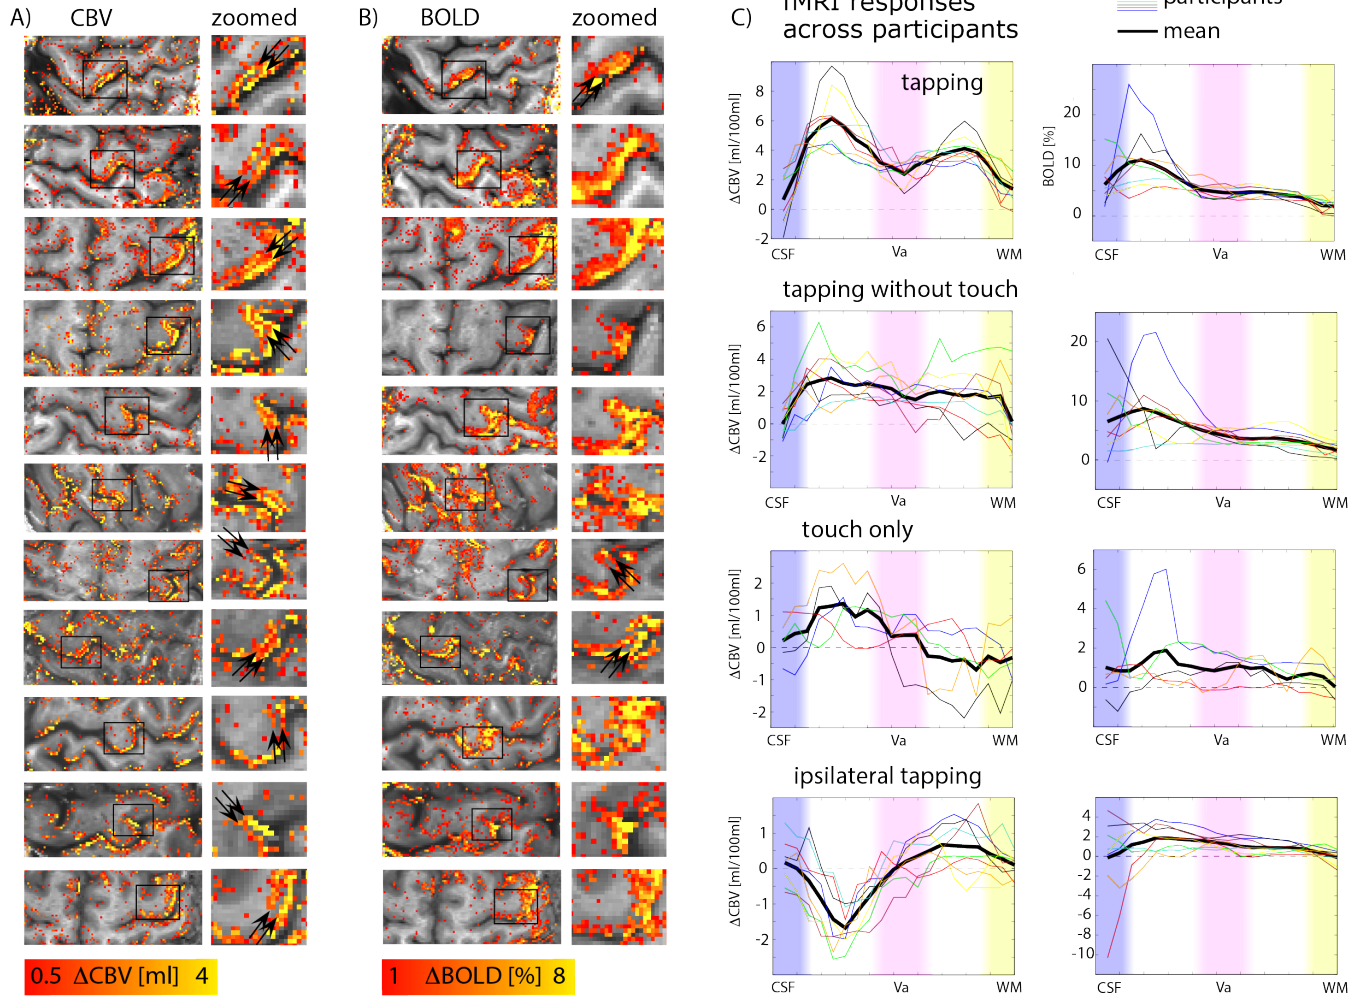 A) CBV zoomed
B) BOLD zoomed
C) fMRI responses
across participants
participants
mean
tapping
ΔCBV [ml/100ml]
8
6
4
2
0
-2
CSF Va WM
BOLD [%]
20
10
0
CSF Va WM
tapping without touch
ΔCBV [ml/100ml]
6
4
2
0
-2
CSF Va WM
20
10
0
CSF Va WM
touch only
ΔCBV [ml/100ml]
2
1
0
-1
-2
CSF Va WM
6
4
2
0
CSF Va WM
ipsilateral tapping
ΔCBV [ml/100ml]
1
0
-1
-2
CSF Va WM
4
2
0
-2
-4
-6
-8
-10
CSF Va WM
0.5 ΔCBV [ml] 4
1 ΔBOLD [%] 8